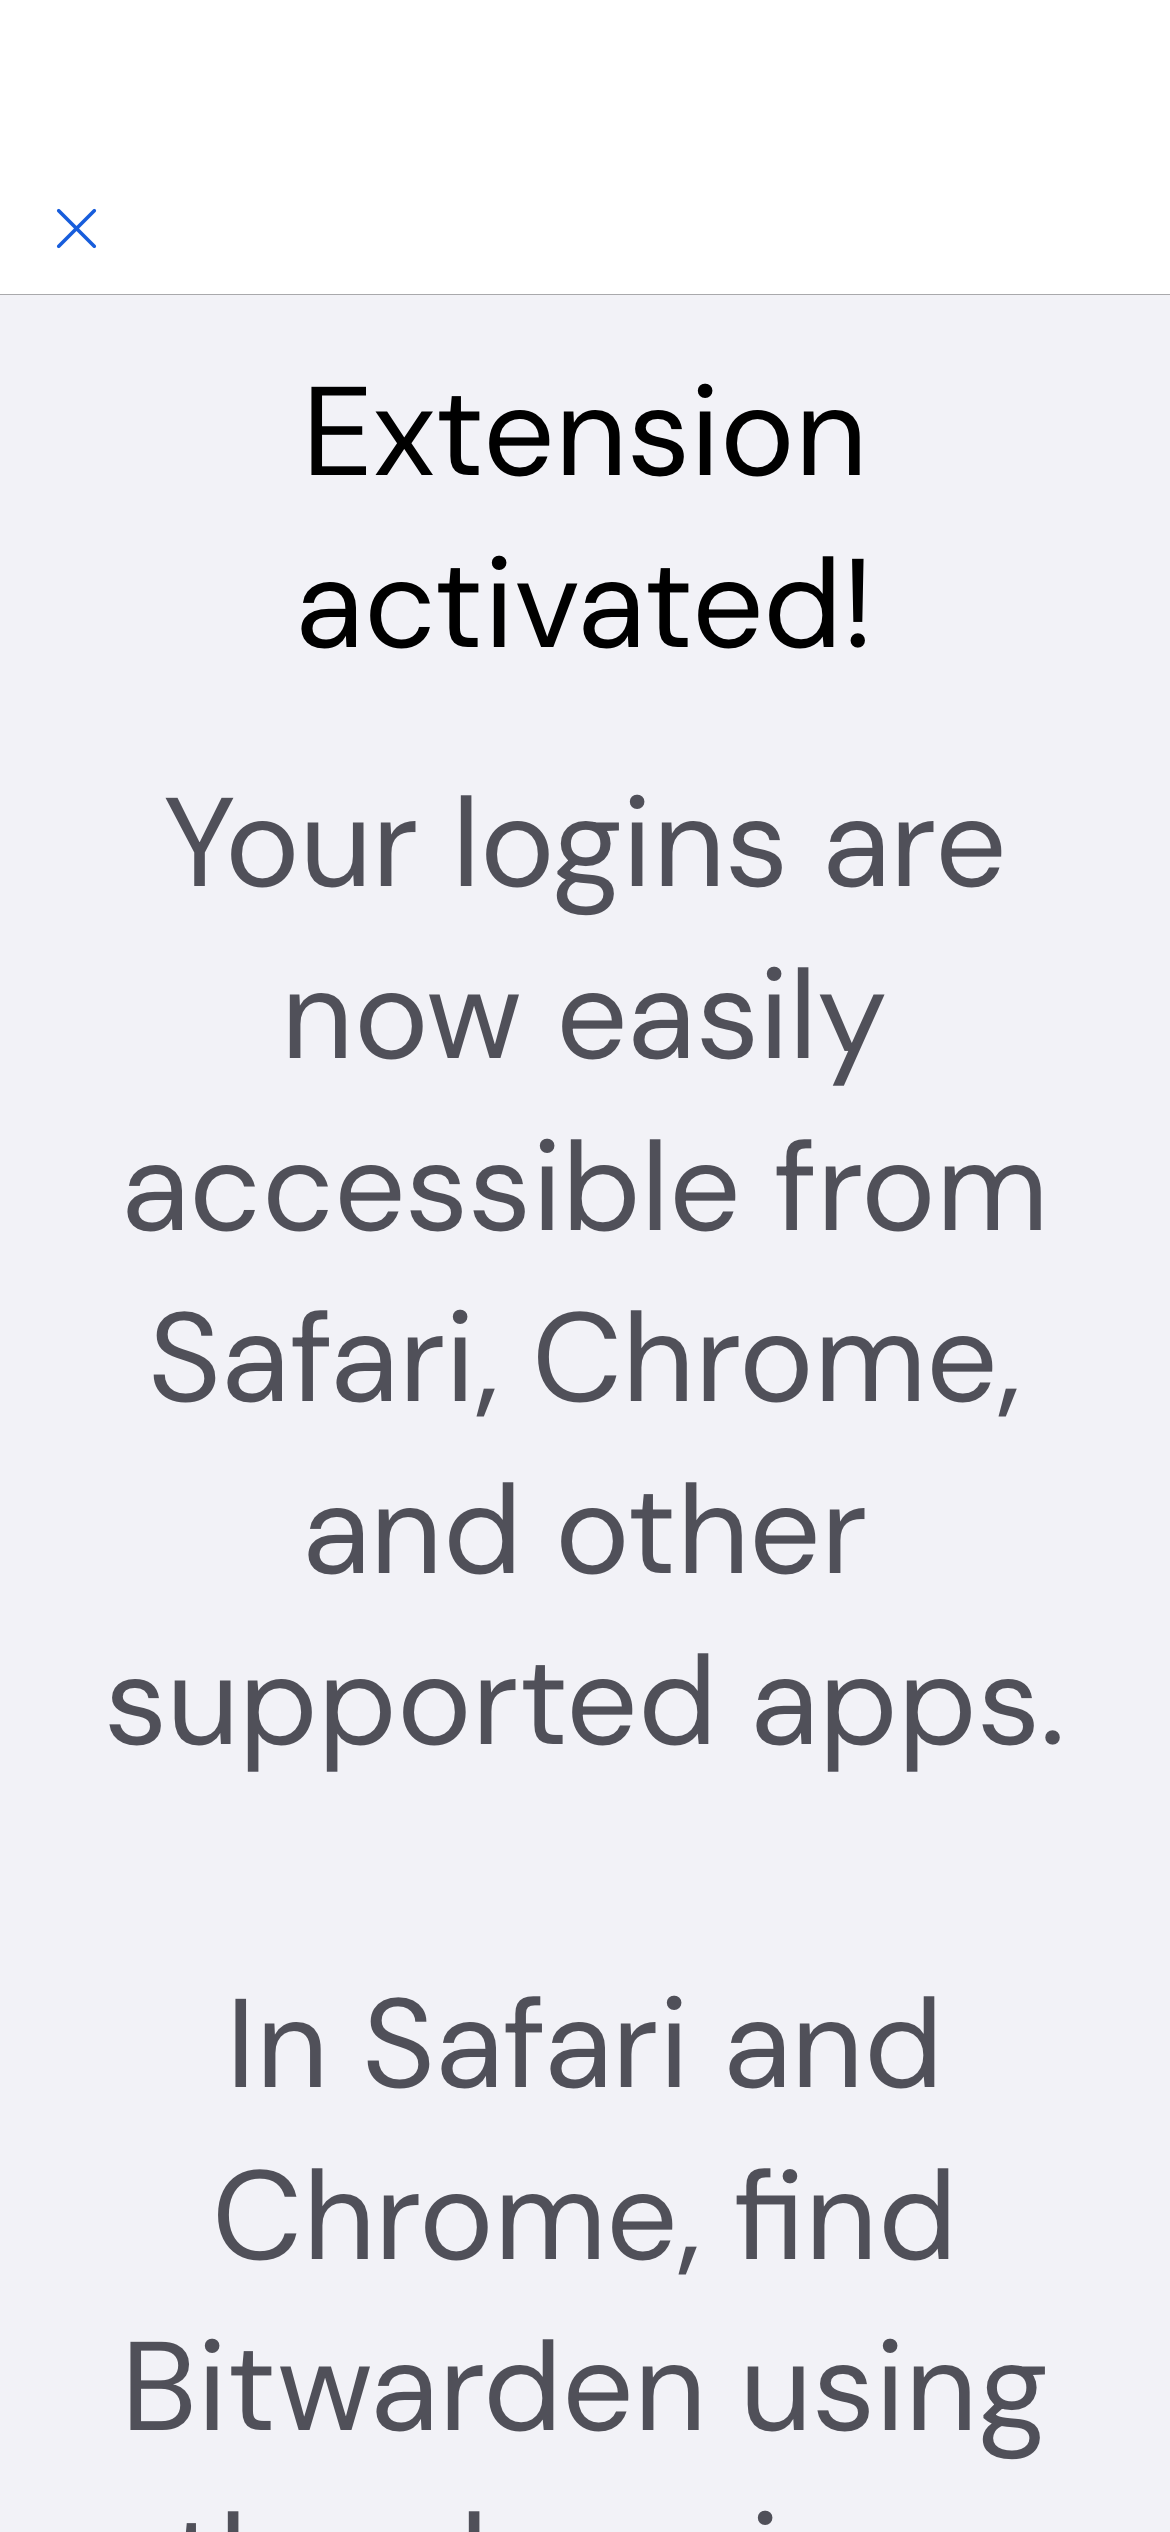 Extension
activated!
Your logins are
now easily
accessible from
Safari, Chrome,
and other
supported apps.
In Safari and
Chrome, find
Bitwarden using